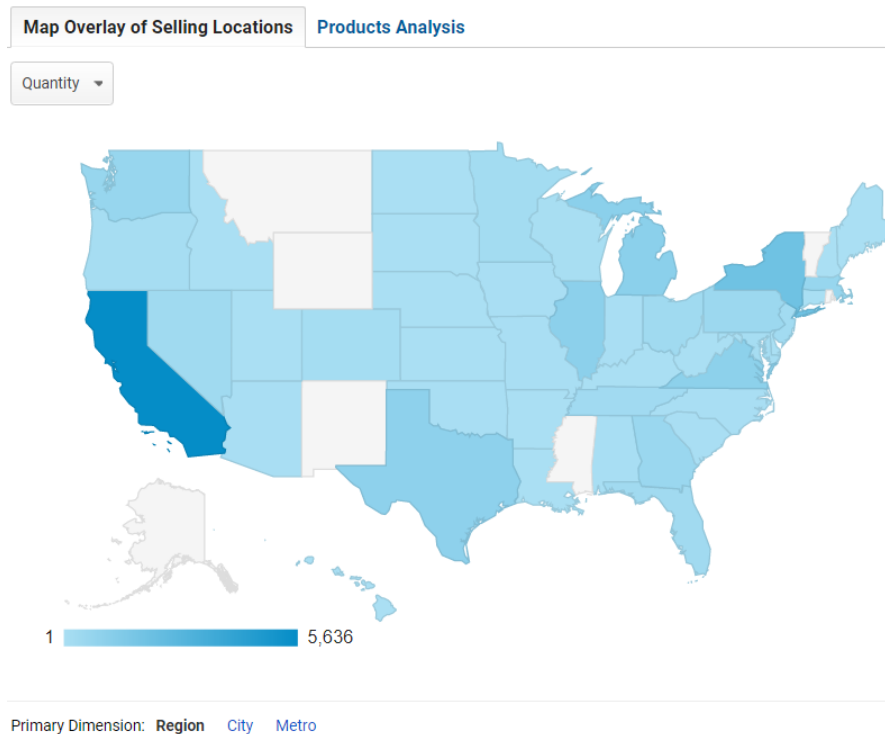 Map Overlay of Selling Locations Products Analysis
Quantity
1 5,636
Primary Dimension: Region City Metro